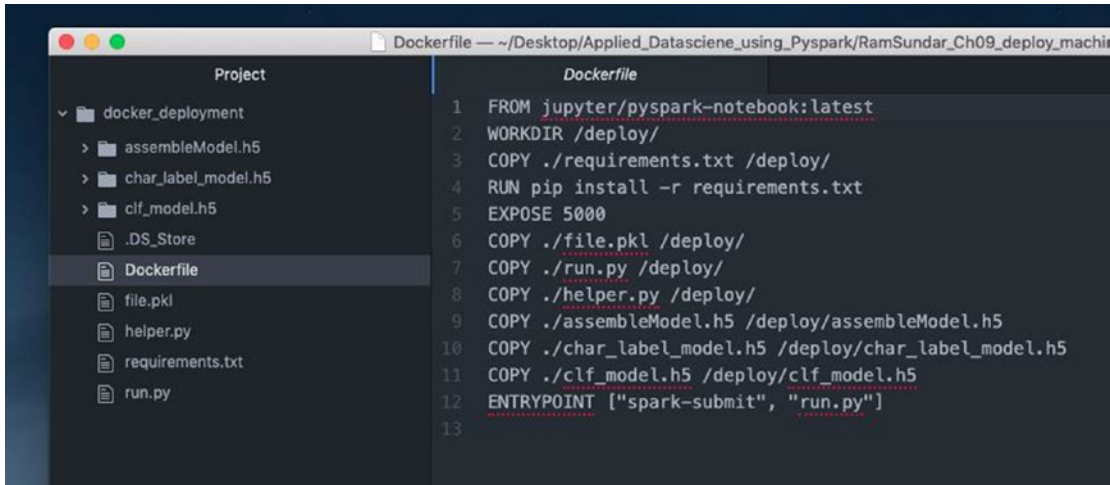 Dockerfile — ~/Desktop/Applied_Datasciene_using_Pyspark/RamSundar_Ch09_deploy_machi
Project
docker_deployment
assembleModel.h5
char_label_model.h5
clf_model.h5
.DS_Store
Dockerfile
file.pkl
helper.py
requirements.txt
run.py
Dockerfile
1 FROM jupyter/pyspark-notebook:latest
2 WORKDIR /deploy/
3 COPY ./requirements.txt /deploy/
4 RUN pip install -r requirements.txt
5 EXPOSE 5000
6 COPY ./file.pkl /deploy/
7 COPY ./run.py /deploy/
8 COPY ./helper.py /deploy/
9 COPY ./assembleModel.h5 /deploy/assembleModel.h5
10 COPY ./char_label_model.h5 /deploy/char_label_model.h5
11 COPY ./clf_model.h5 /deploy/clf_model.h5
12 ENTRYPOINT ["spark-submit", "run.py"]
13